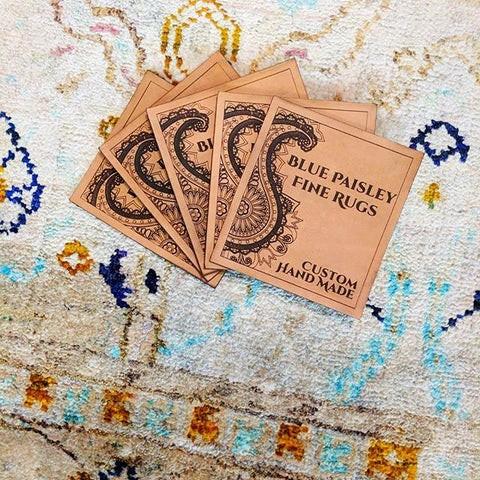 BLUE PAISLEY
FINE RUGS
CUSTOM
HAND MADE